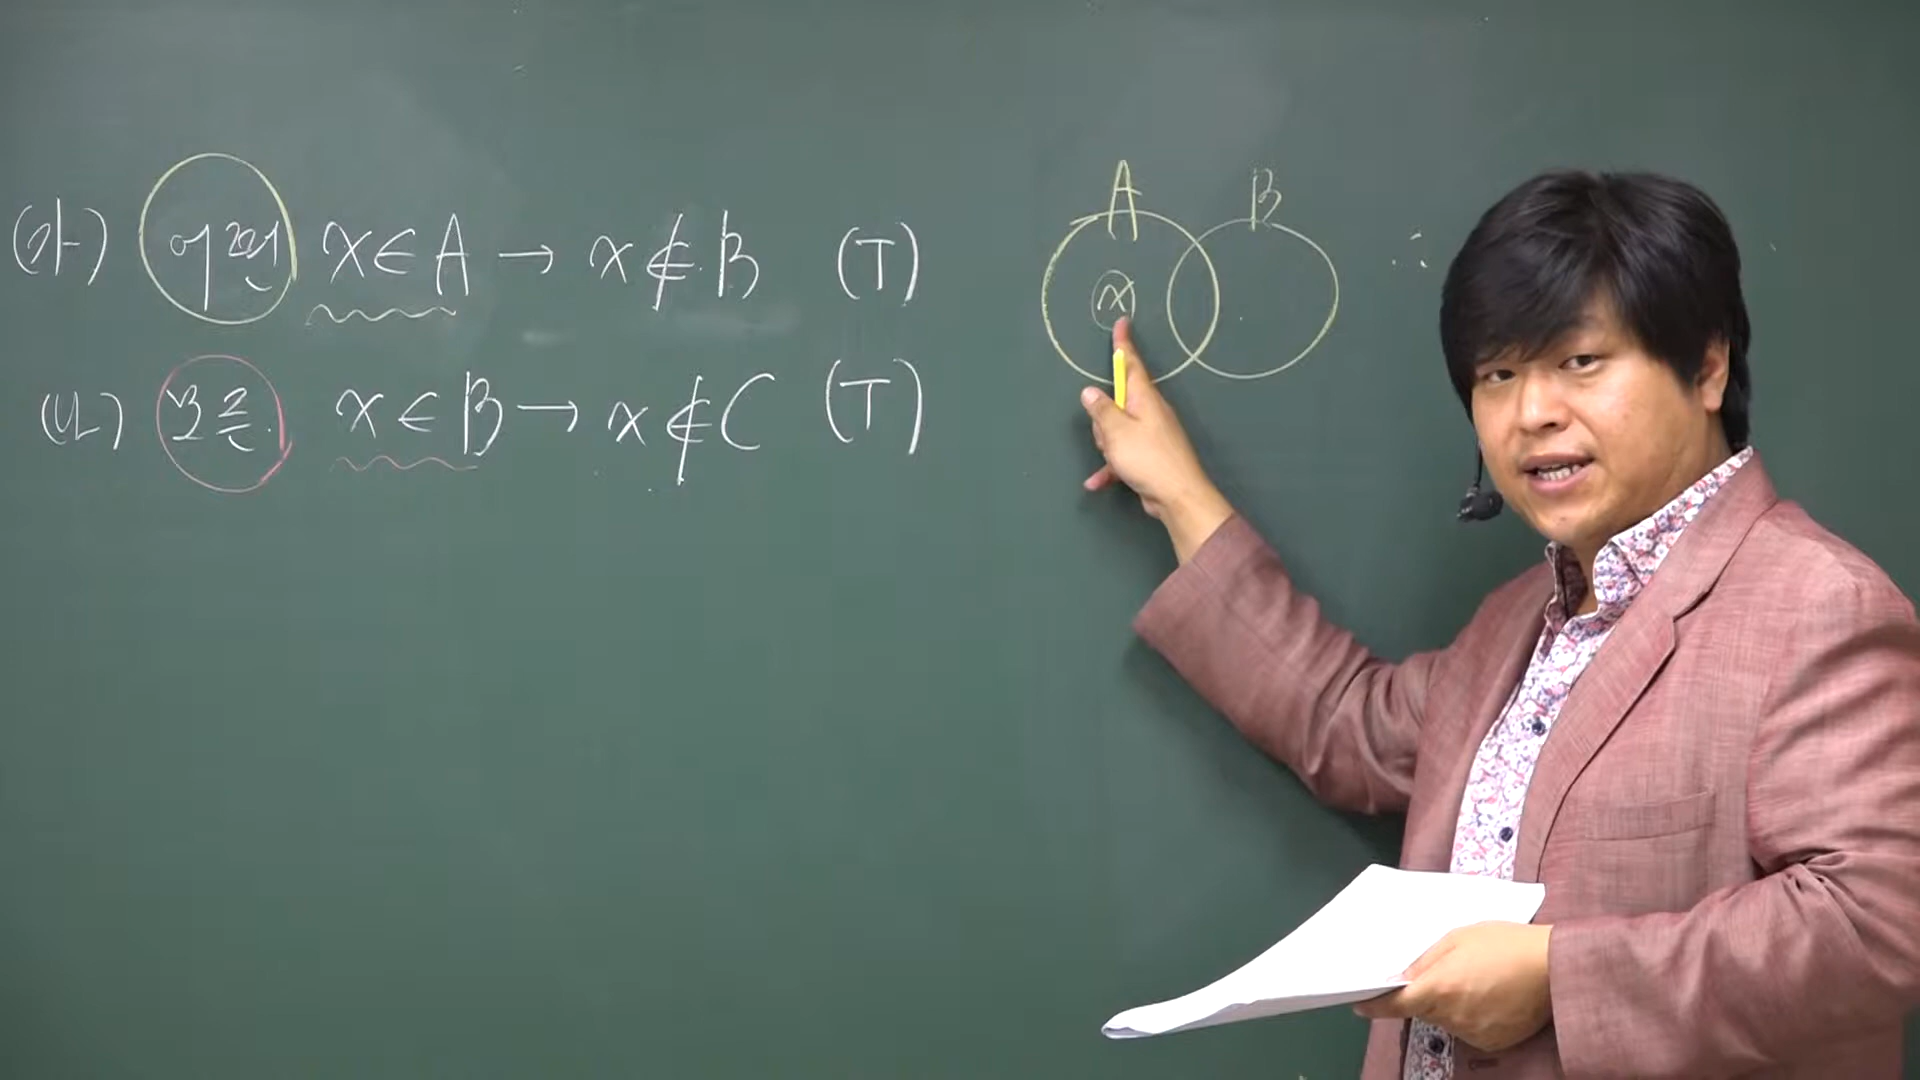 (가) 어떤 x∈A → x∉B (T)
(나) 모든 x∈B → x∉C (T)
A B
x
∴